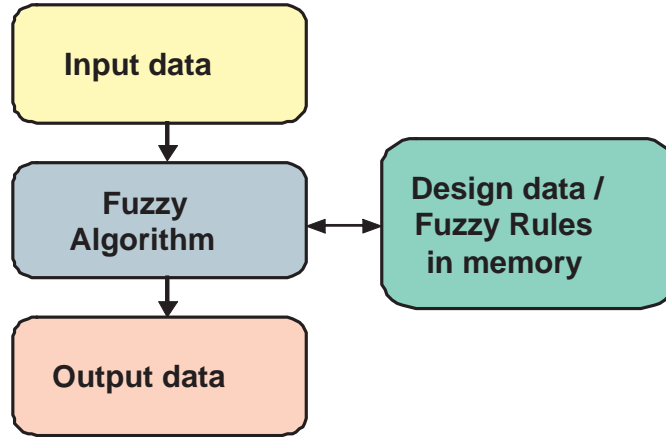 Input data
Fuzzy
Algorithm
Design data /
Fuzzy Rules
in memory
Output data